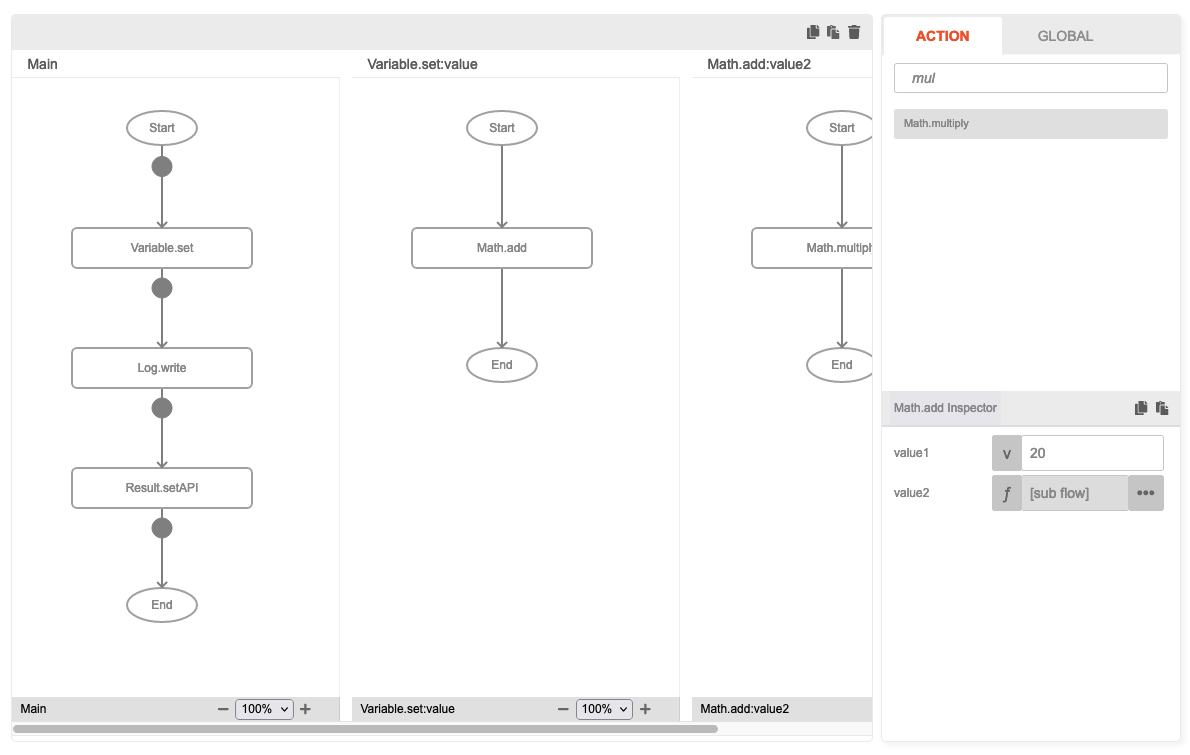 Main
Variable.set:value
Math.add:value2
Start
Variable.set
Log.write
Result.setAPI
End
Start
Math.add
End
Start
Math.multipl
End
Main
100%
Variable.set:value
100%
Math.add:value2
ACTION
GLOBAL
mul
Math.multiply
Math.add Inspector
value1
v
20
value2
f
[sub flow]